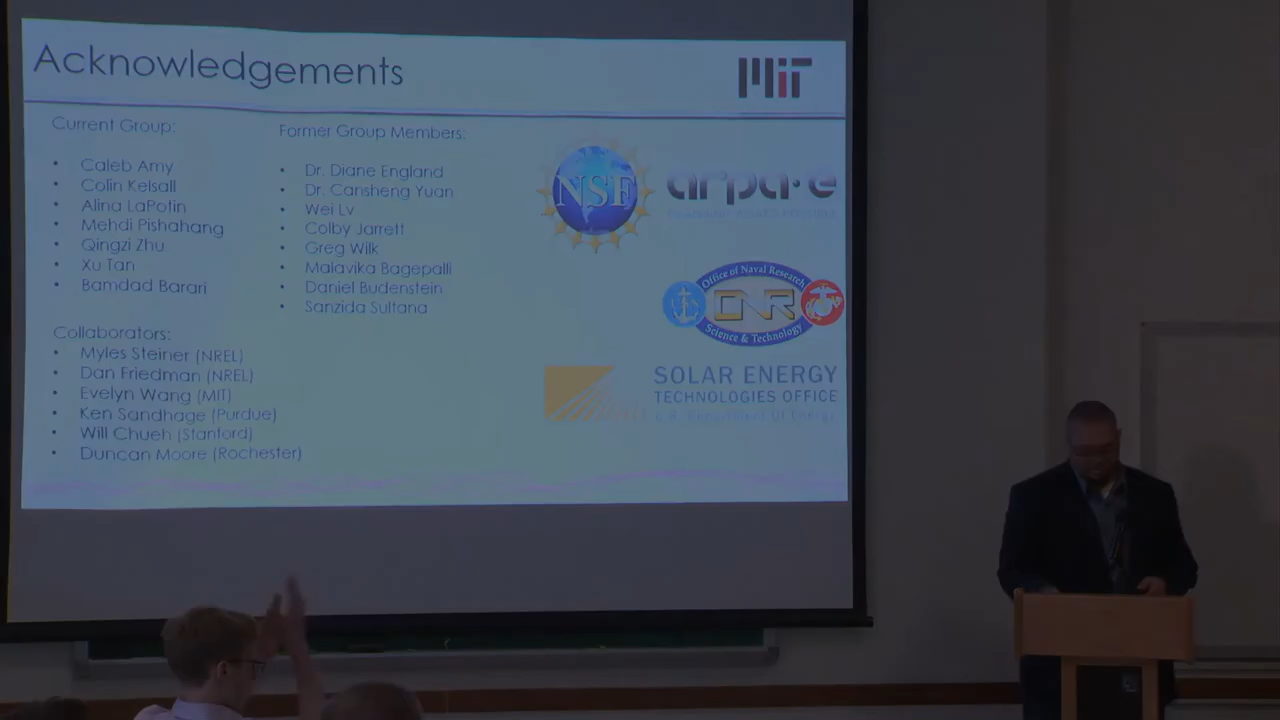 Acknowledgements
MIT
Current Group:
• Caleb Amy
• Colin Kelsall
• Alina LaPotin
• Mehdi Pishahang
• Qingzi Zhu
• Xu Tan
• Bamdad Barari
Former Group Members:
• Dr. Diane England
• Dr. Cansheng Yuan
• Wei Lv
• Colby Jarrett
• Greg Wilk
• Malavika Bagepalli
• Daniel Budenstein
• Sanzida Sultana
Collaborators:
• Myles Steiner (NREL)
• Dan Friedman (NREL)
• Evelyn Wang (MIT)
• Ken Sandhage (Purdue)
• Will Chueh (Stanford)
• Duncan Moore (Rochester)
NSF
arpa·e
Office of Naval Research
ONR
Science & Technology
SOLAR ENERGY
TECHNOLOGIES OFFICE
U.S. Department Of Energy